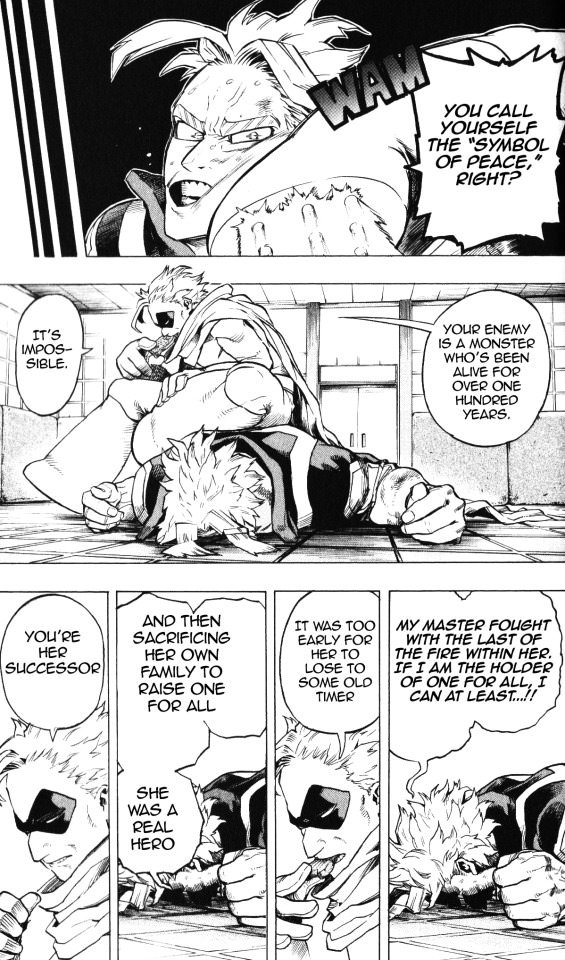 WAM
YOU CALL
YOURSELF
THE "SYMBOL
OF PEACE,"
RIGHT?
YOUR ENEMY
IS A MONSTER
WHO'S BEEN
ALIVE FOR
OVER ONE
HUNDRED
YEARS.
IT'S
IMPOS-
SIBLE.
MY MASTER FOUGHT
WITH THE LAST OF
THE FIRE WITHIN HER.
IF I AM THE HOLDER
OF ONE FOR ALL, I
CAN AT LEAST...!!
IT WAS TOO
EARLY FOR
HER TO
LOSE TO
SOME OLD
TIMER
AND THEN
SACRIFICING
HER OWN
FAMILY TO
RAISE ONE
FOR ALL
SHE
WAS A
REAL
HERO
YOU'RE
HER
SUCCESSOR